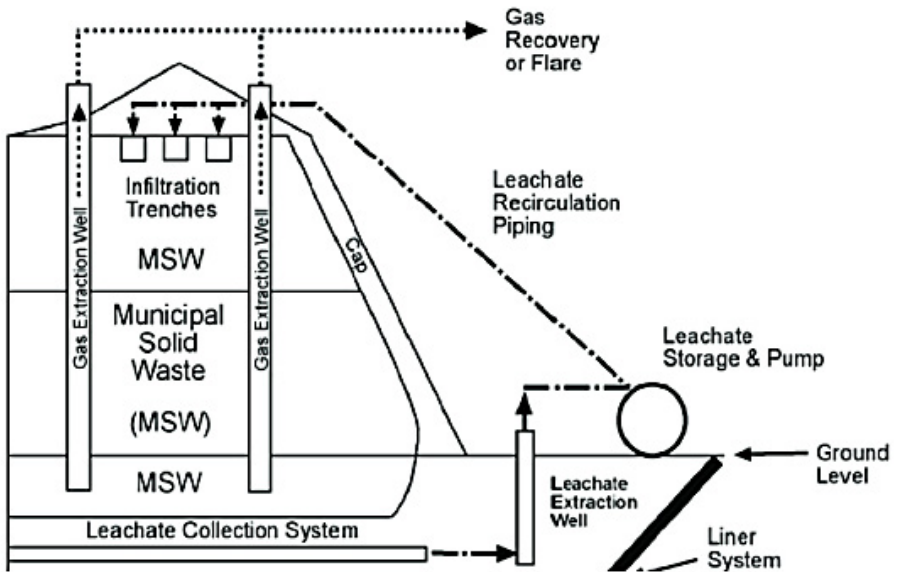 Gas
Recovery
or Flare
Infiltration
Trenches
Leachate
Recirculation
Piping
MSW
Cap
Gas Extraction Well
Gas Extraction Well
Municipal
Solid
Waste
(MSW)
Leachate
Storage & Pump
MSW
Ground
Level
Leachate
Extraction
Well
Leachate Collection System
Liner
System